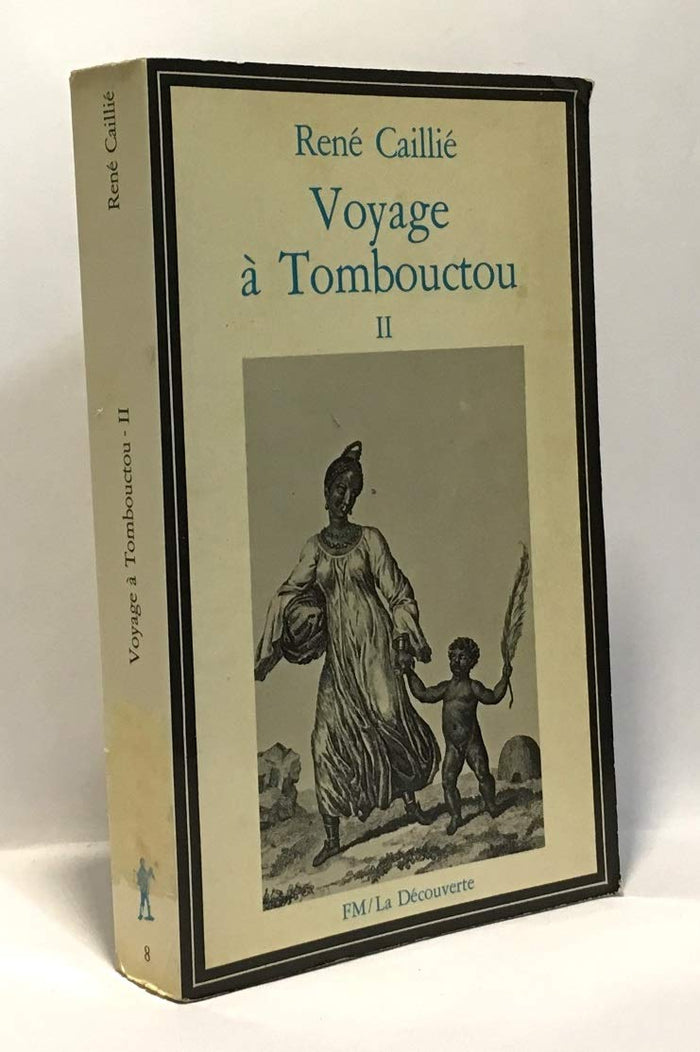 René Caillié
Voyage
à Tombouctou
II
FM/La Découverte
René Caillié
Voyage à Tombouctou - II
8